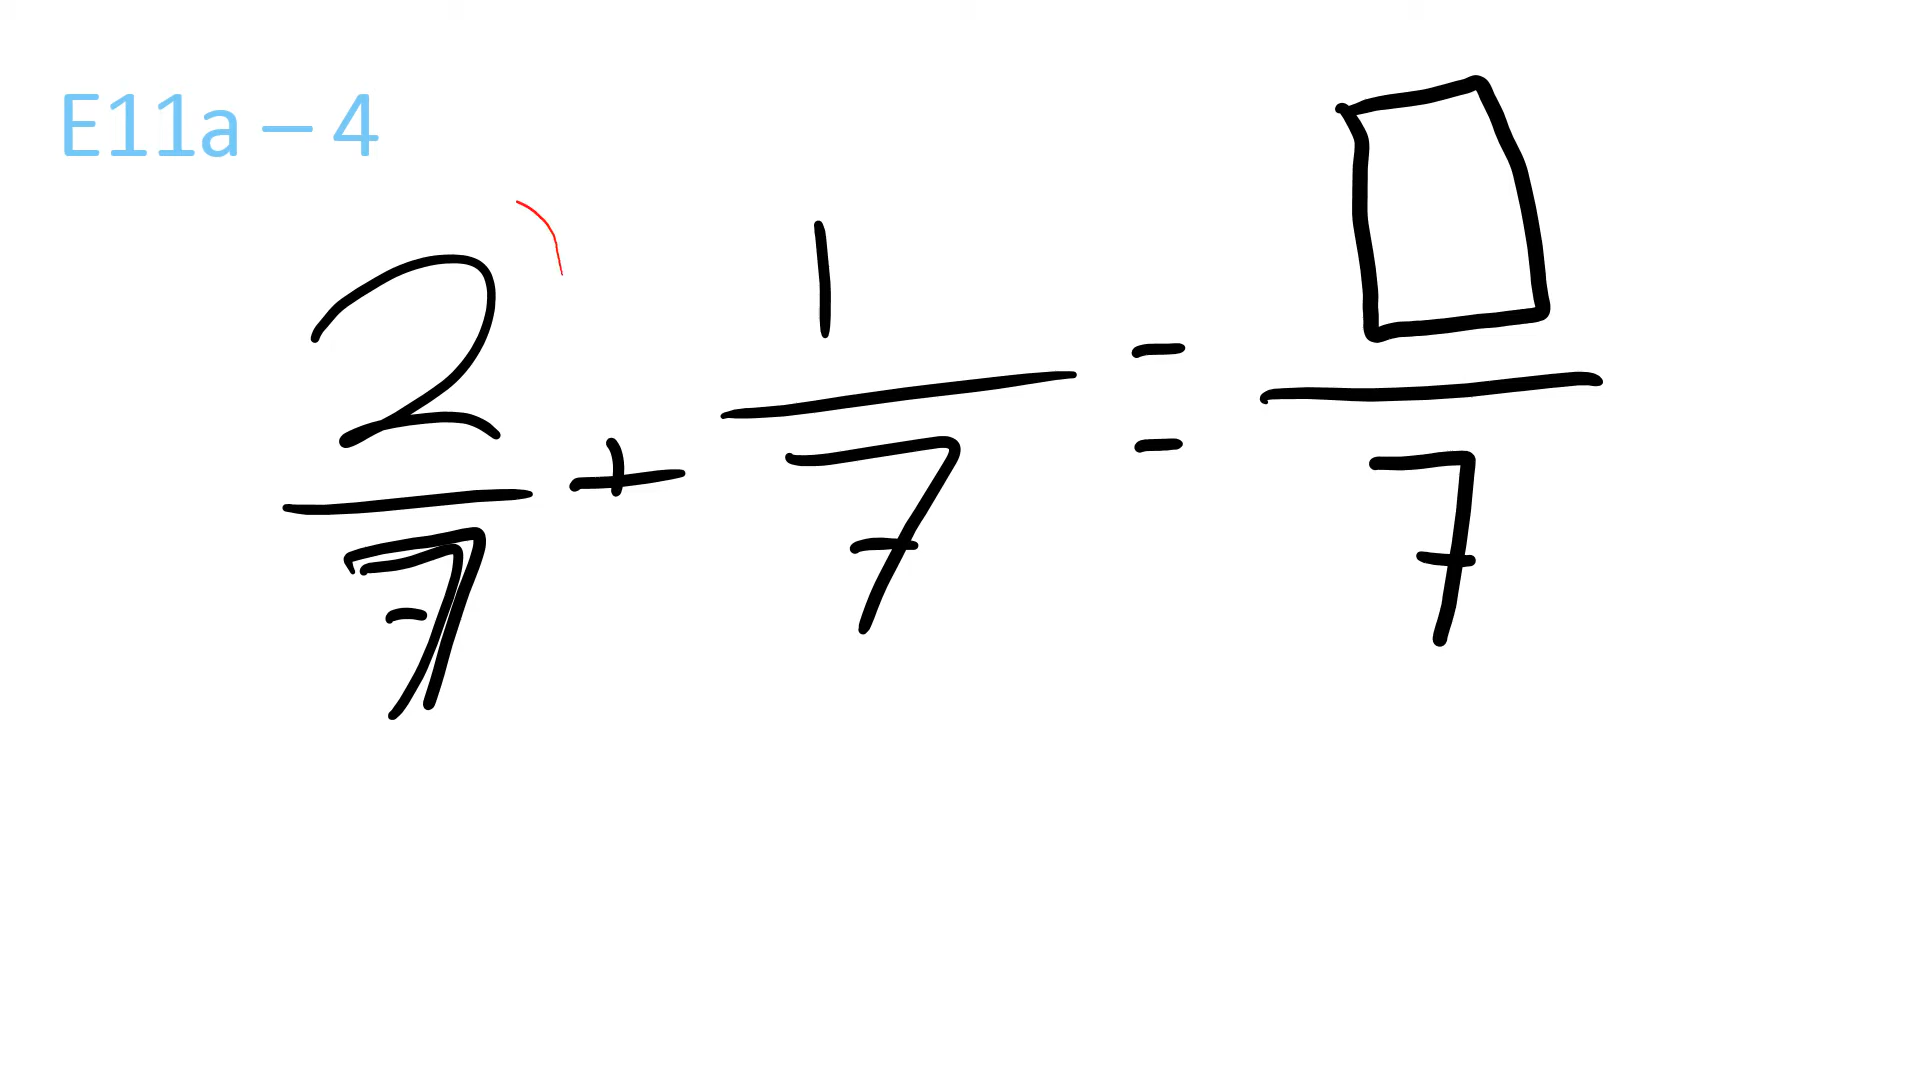 E11a – 4
2/7 + 1/7 = □/7